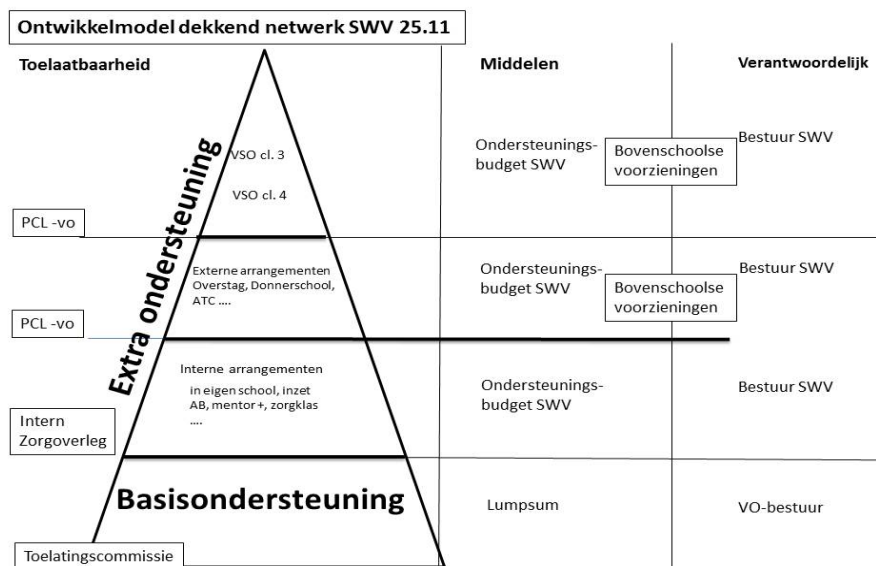 Ontwikkelmodel dekkend netwerk SWV 25.11
Toelaatbaarheid
Middelen
Verantwoordelijk
Extra ondersteuning
VSO cl. 3
VSO cl. 4
Ondersteunings-
budget SWV
Bovenschoolse
voorzieningen
Bestuur SWV
PCL -vo
Externe arrangementen
Overstag, Donnerschool,
ATC ....
Ondersteunings-
budget SWV
Bovenschoolse
voorzieningen
Bestuur SWV
PCL -vo
Interne arrangementen
in eigen school, inzet
AB, mentor +, zorgklas
....
Ondersteunings-
budget SWV
Bestuur SWV
Intern
Zorgoverleg
Basisondersteuning
Lumpsum
VO-bestuur
Toelatingscommissie